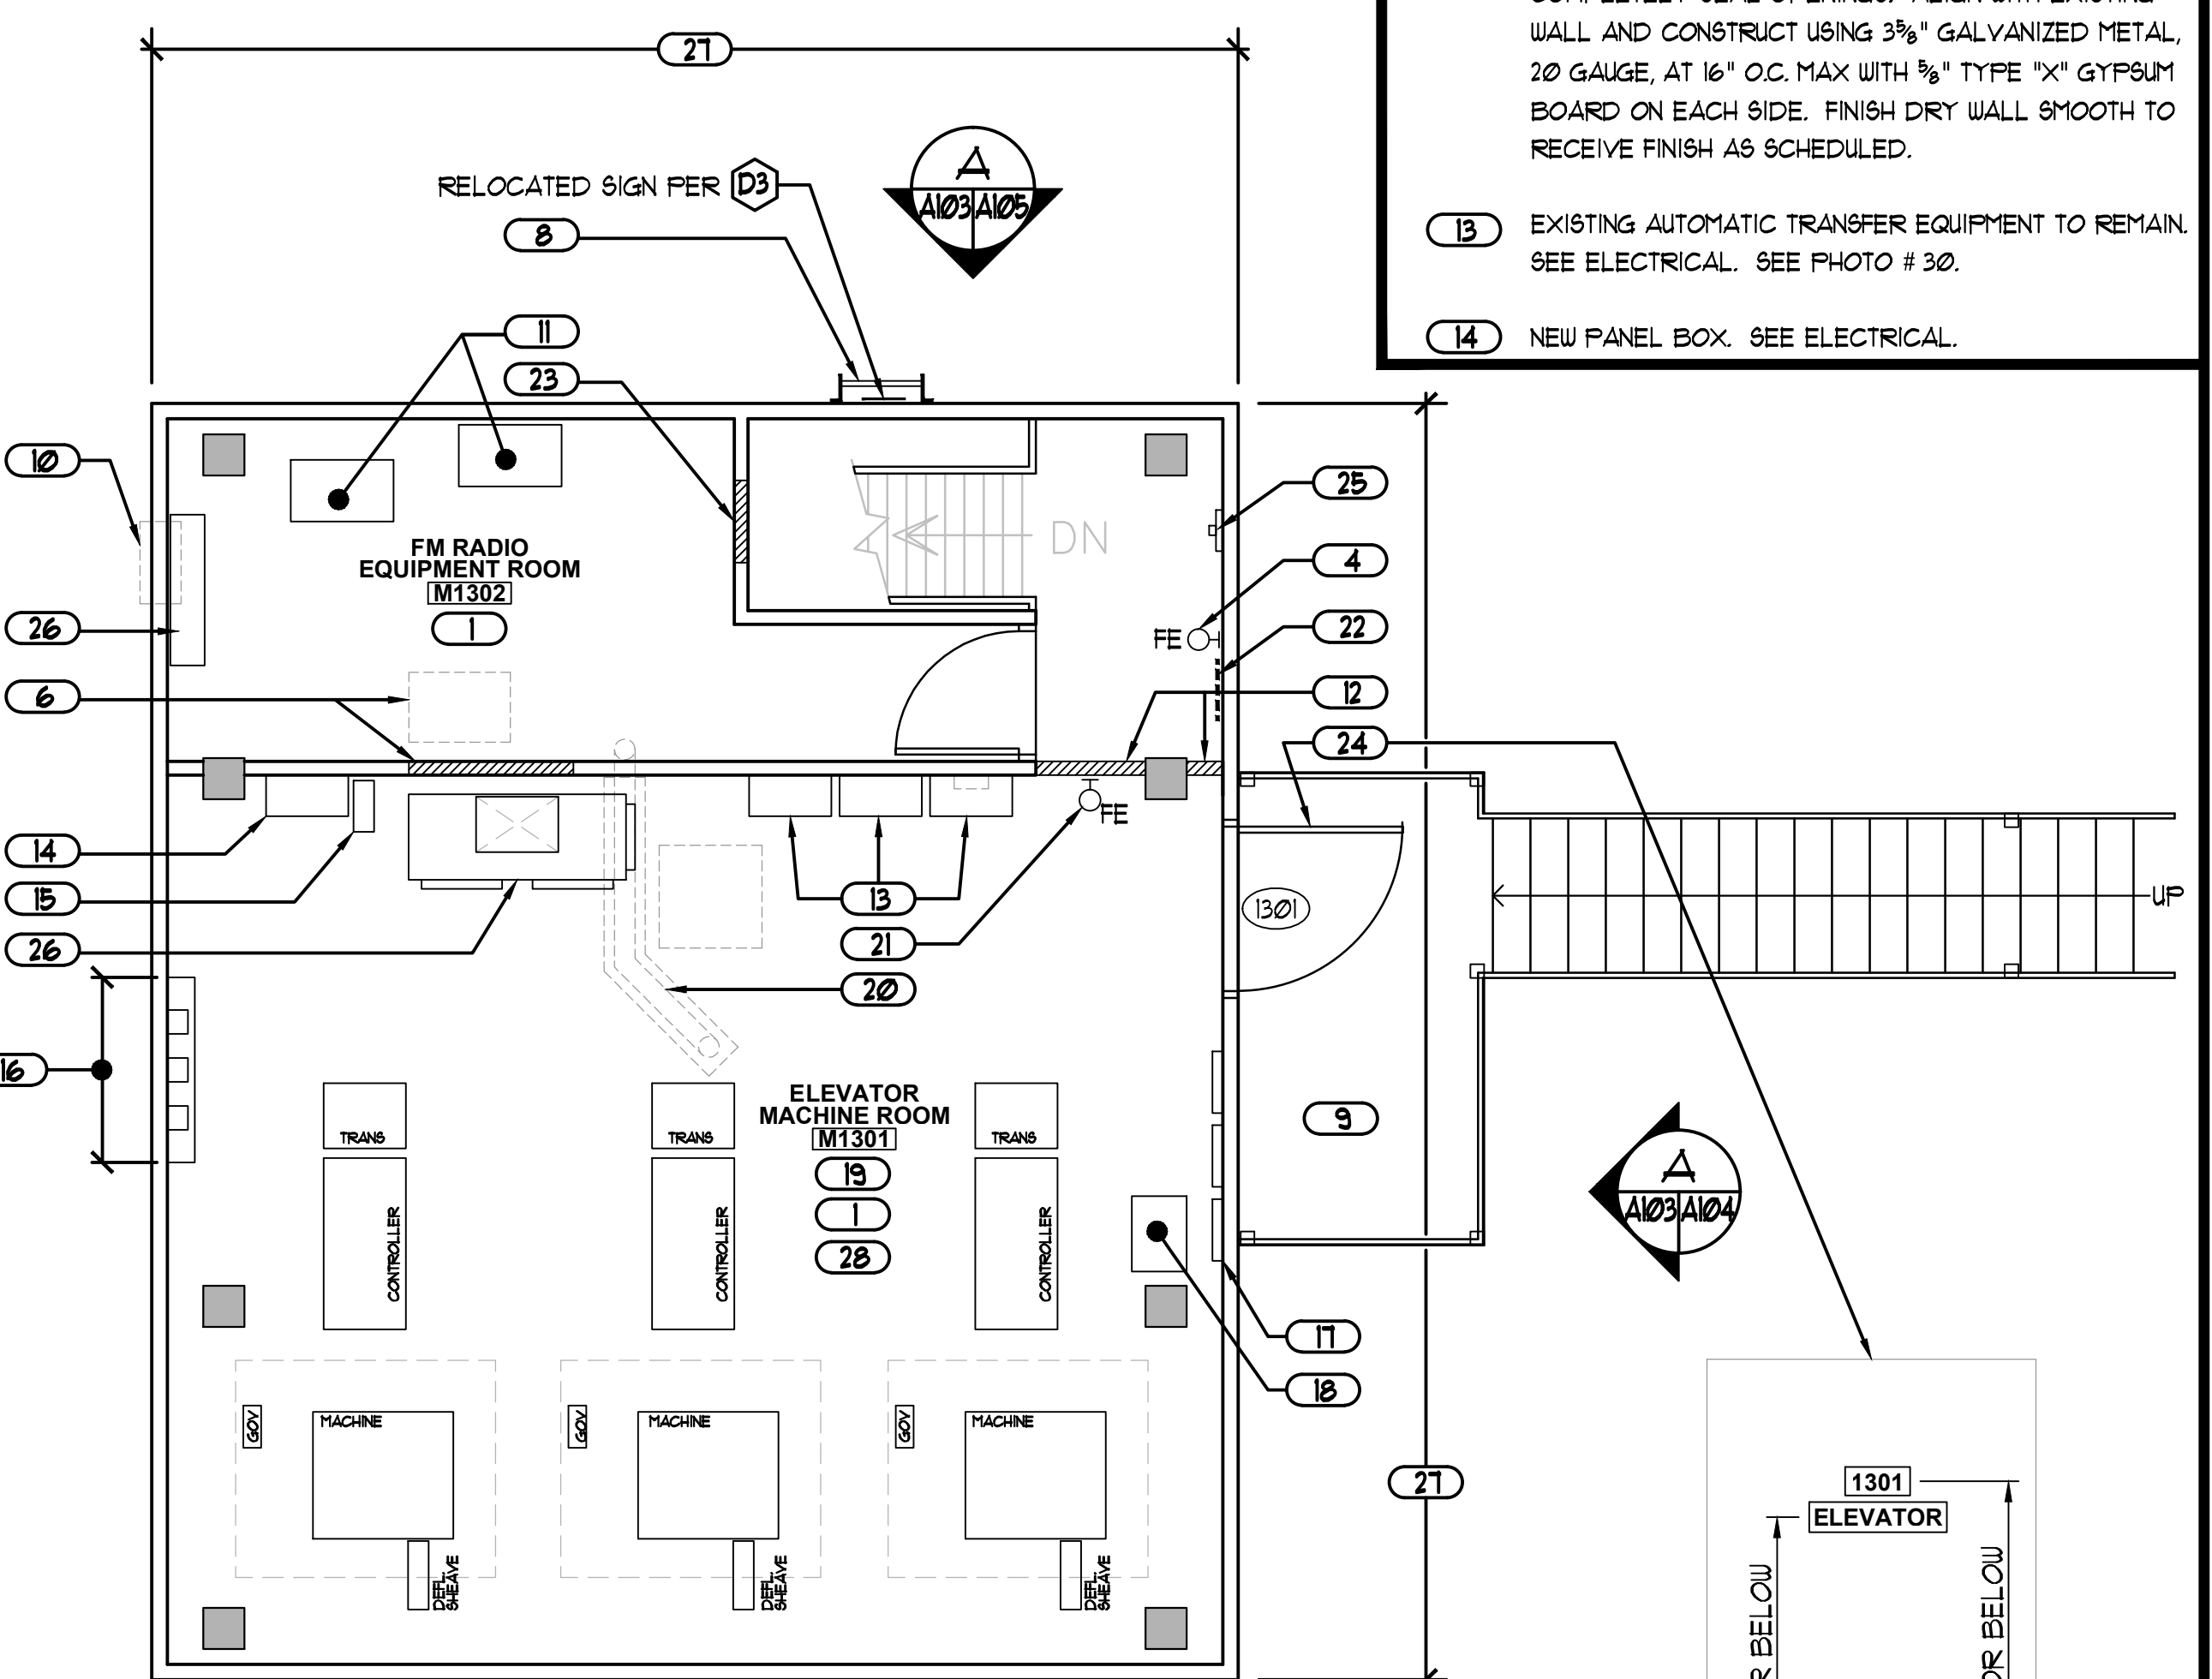 WALL AND CONSTRUCT USING 3⅝" GALVANIZED METAL,
20 GAUGE, AT 16" O.C. MAX WITH ⅝" TYPE "X" GYPSUM
BOARD ON EACH SIDE. FINISH DRY WALL SMOOTH TO
RECEIVE FINISH AS SCHEDULED.
13 EXISTING AUTOMATIC TRANSFER EQUIPMENT TO REMAIN.
SEE ELECTRICAL. SEE PHOTO # 30.
14 NEW PANEL BOX. SEE ELECTRICAL.
27
A
A103 A105
RELOCATED SIGN PER D3
8
11
23
10
25
DN
4
FM RADIO
EQUIPMENT ROOM
M1302
1
26
22
FE
6
12
24
14
FE
15
13
1301
UP
26
21
20
16
ELEVATOR
MACHINE ROOM
M1301
19
1
28
9
TRANS
TRANS
TRANS
A
A103 A104
CONTROLLER
CONTROLLER
CONTROLLER
17
18
GOV
MACHINE
GOV
MACHINE
GOV
MACHINE
27
1301
ELEVATOR
DEFL.
SHEAVE
DEFL.
SHEAVE
DEFL.
SHEAVE
R BELOW
OR BELOW